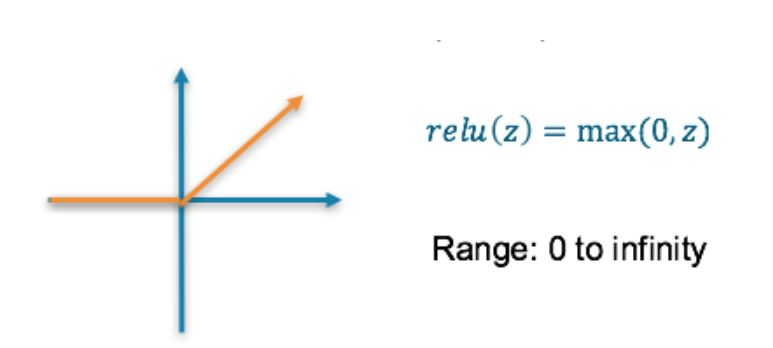 relu(z) = max(0, z)
Range: 0 to infinity